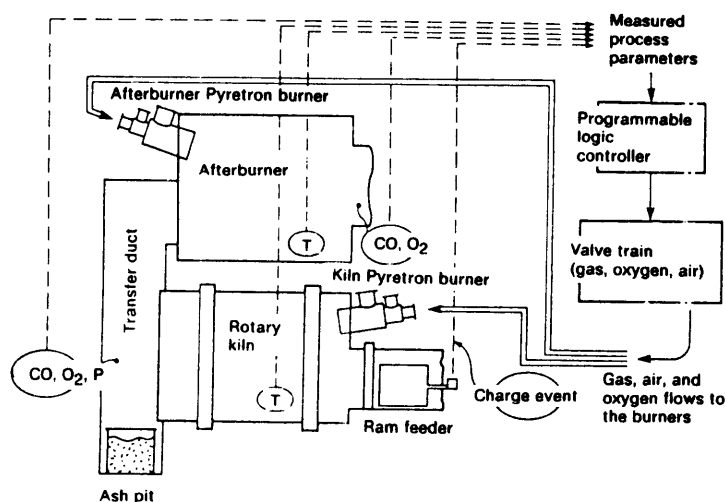 Measured
process
parameters
Afterburner Pyretron burner
Programmable
logic
controller
Afterburner
Transfer duct
T
CO, O₂
Valve train
(gas, oxygen, air)
Kiln Pyretron burner
Rotary
kiln
CO, O₂, P
T
Charge event
Gas, air, and
oxygen flows to
the burners
Ram feeder
Ash pit